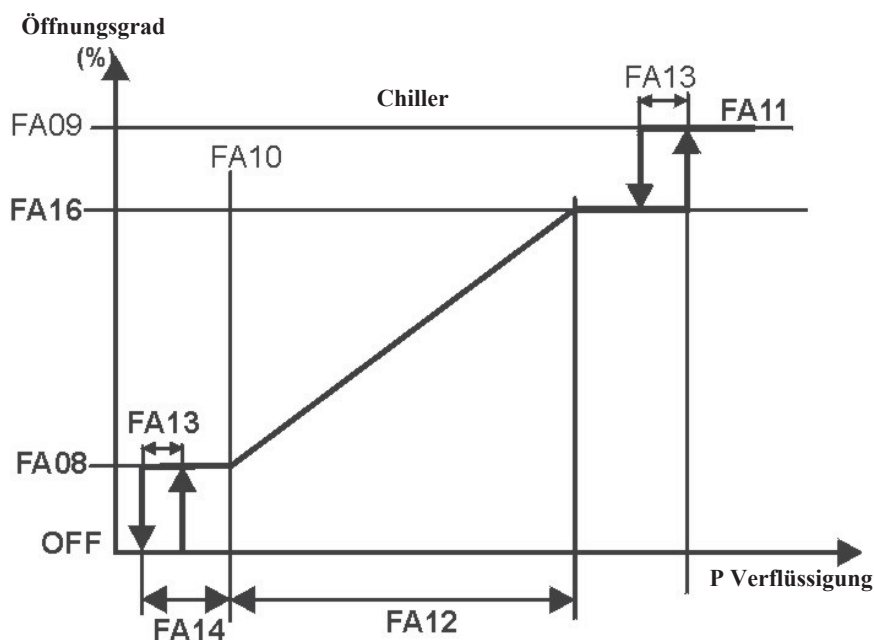 Öffnungsgrad
(%)
FA13
Chiller
FA09
FA11
FA10
FA16
FA13
FA08
OFF
P Verflüssigung
FA14
FA12